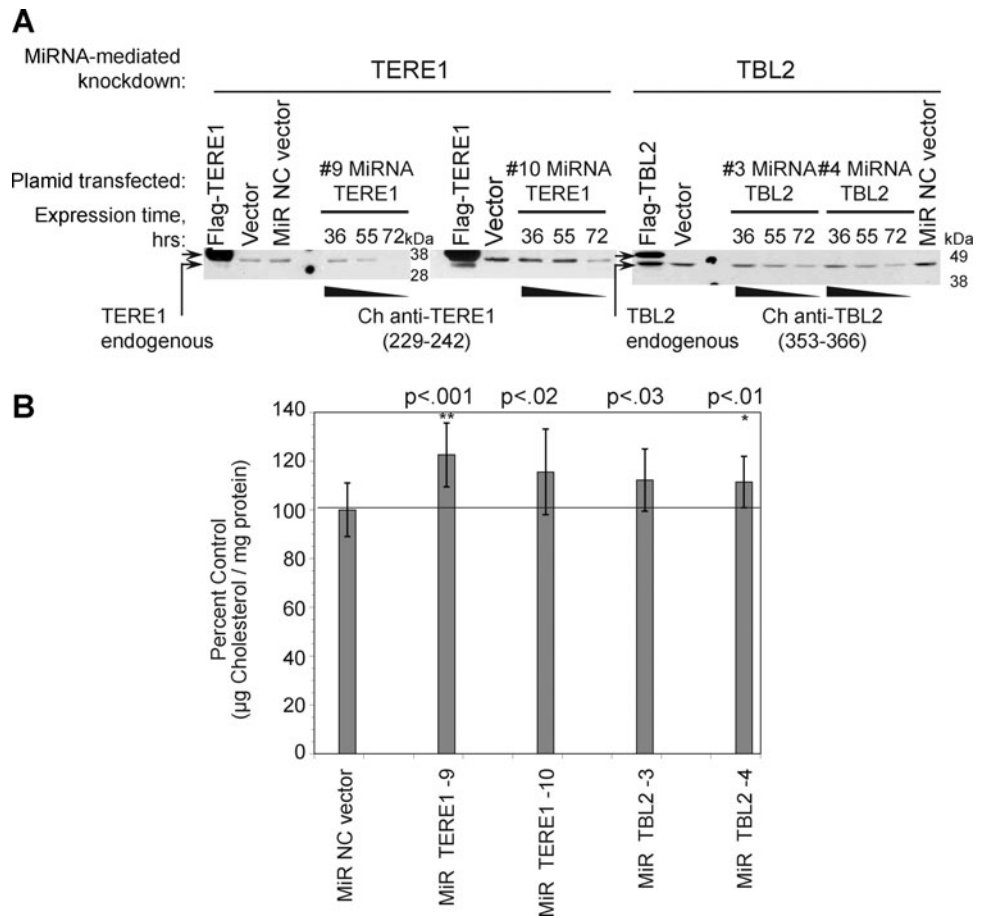 A
MiRNA-mediated
knockdown:
TERE1
TBL2
Plamid transfected:
Flag-TERE1
Vector
MiR NC vector
#9 MiRNA
TERE1
Flag-TERE1
Vector
#10 MiRNA
TERE1
Flag-TBL2
Vector
#3 MiRNA
TBL2
#4 MiRNA
TBL2
MiR NC vector
Expression time,
hrs:
36 55 72
kDa
36 55 72
36 55 72
36 55 72
kDa
38
28
49
38
TERE1
endogenous
Ch anti-TERE1
(229-242)
TBL2
endogenous
Ch anti-TBL2
(353-366)
B
p<.001
p<.02
p<.03
p<.01
**
*
Percent Control
(µg Cholesterol / mg protein)
140
120
100
80
60
40
20
0
MiR NC vector
MiR TERE1 -9
MiR TERE1 -10
MiR TBL2 -3
MiR TBL2 -4